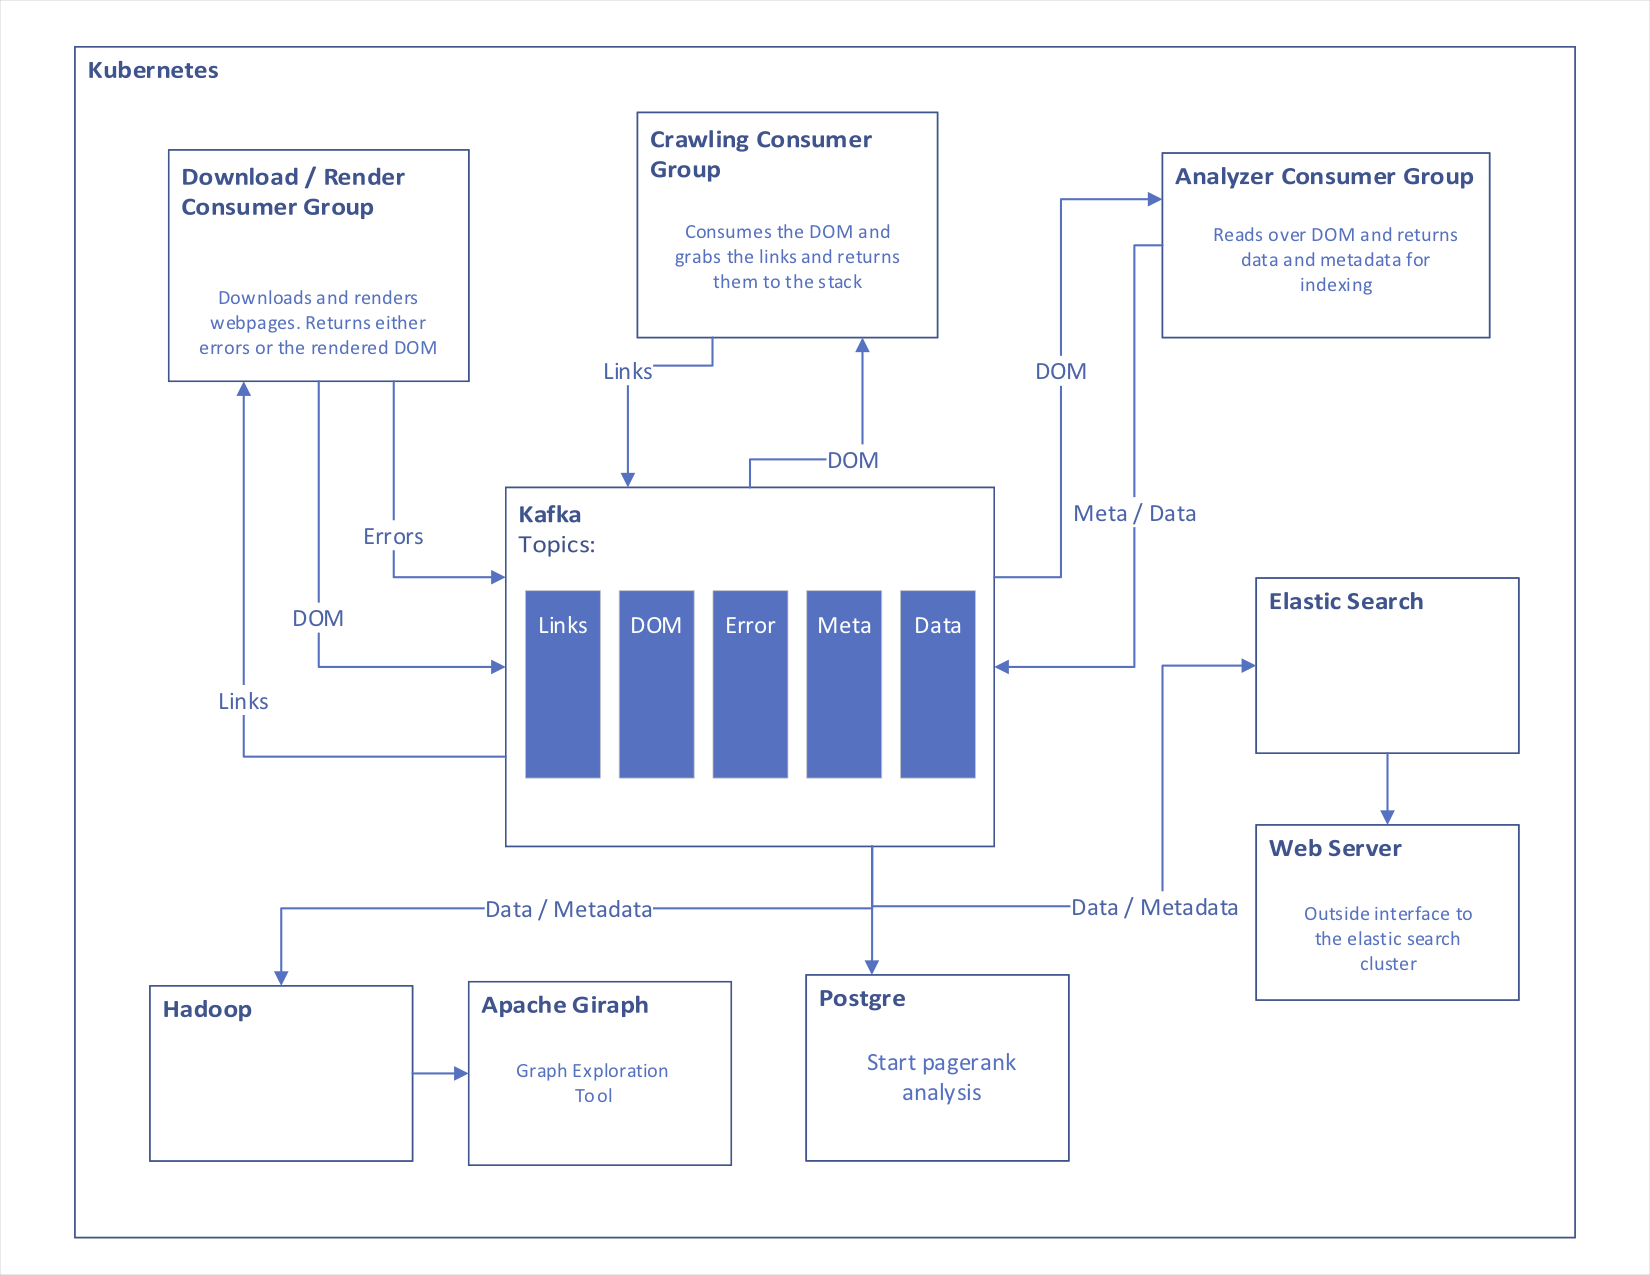 Kubernetes
Download / Render
Consumer Group
Downloads and renders
webpages. Returns either
errors or the rendered DOM
Crawling Consumer
Group
Consumes the DOM and
grabs the links and returns
them to the stack
Analyzer Consumer Group
Reads over DOM and returns
data and metadata for
indexing
Links
DOM
DOM
Meta / Data
Errors
DOM
Links
Kafka
Topics:
Links
DOM
Error
Meta
Data
Elastic Search
Web Server
Outside interface to
the elastic search
cluster
Data / Metadata
Data / Metadata
Hadoop
Apache Giraph
Graph Exploration
Tool
Postgre
Start pagerank
analysis